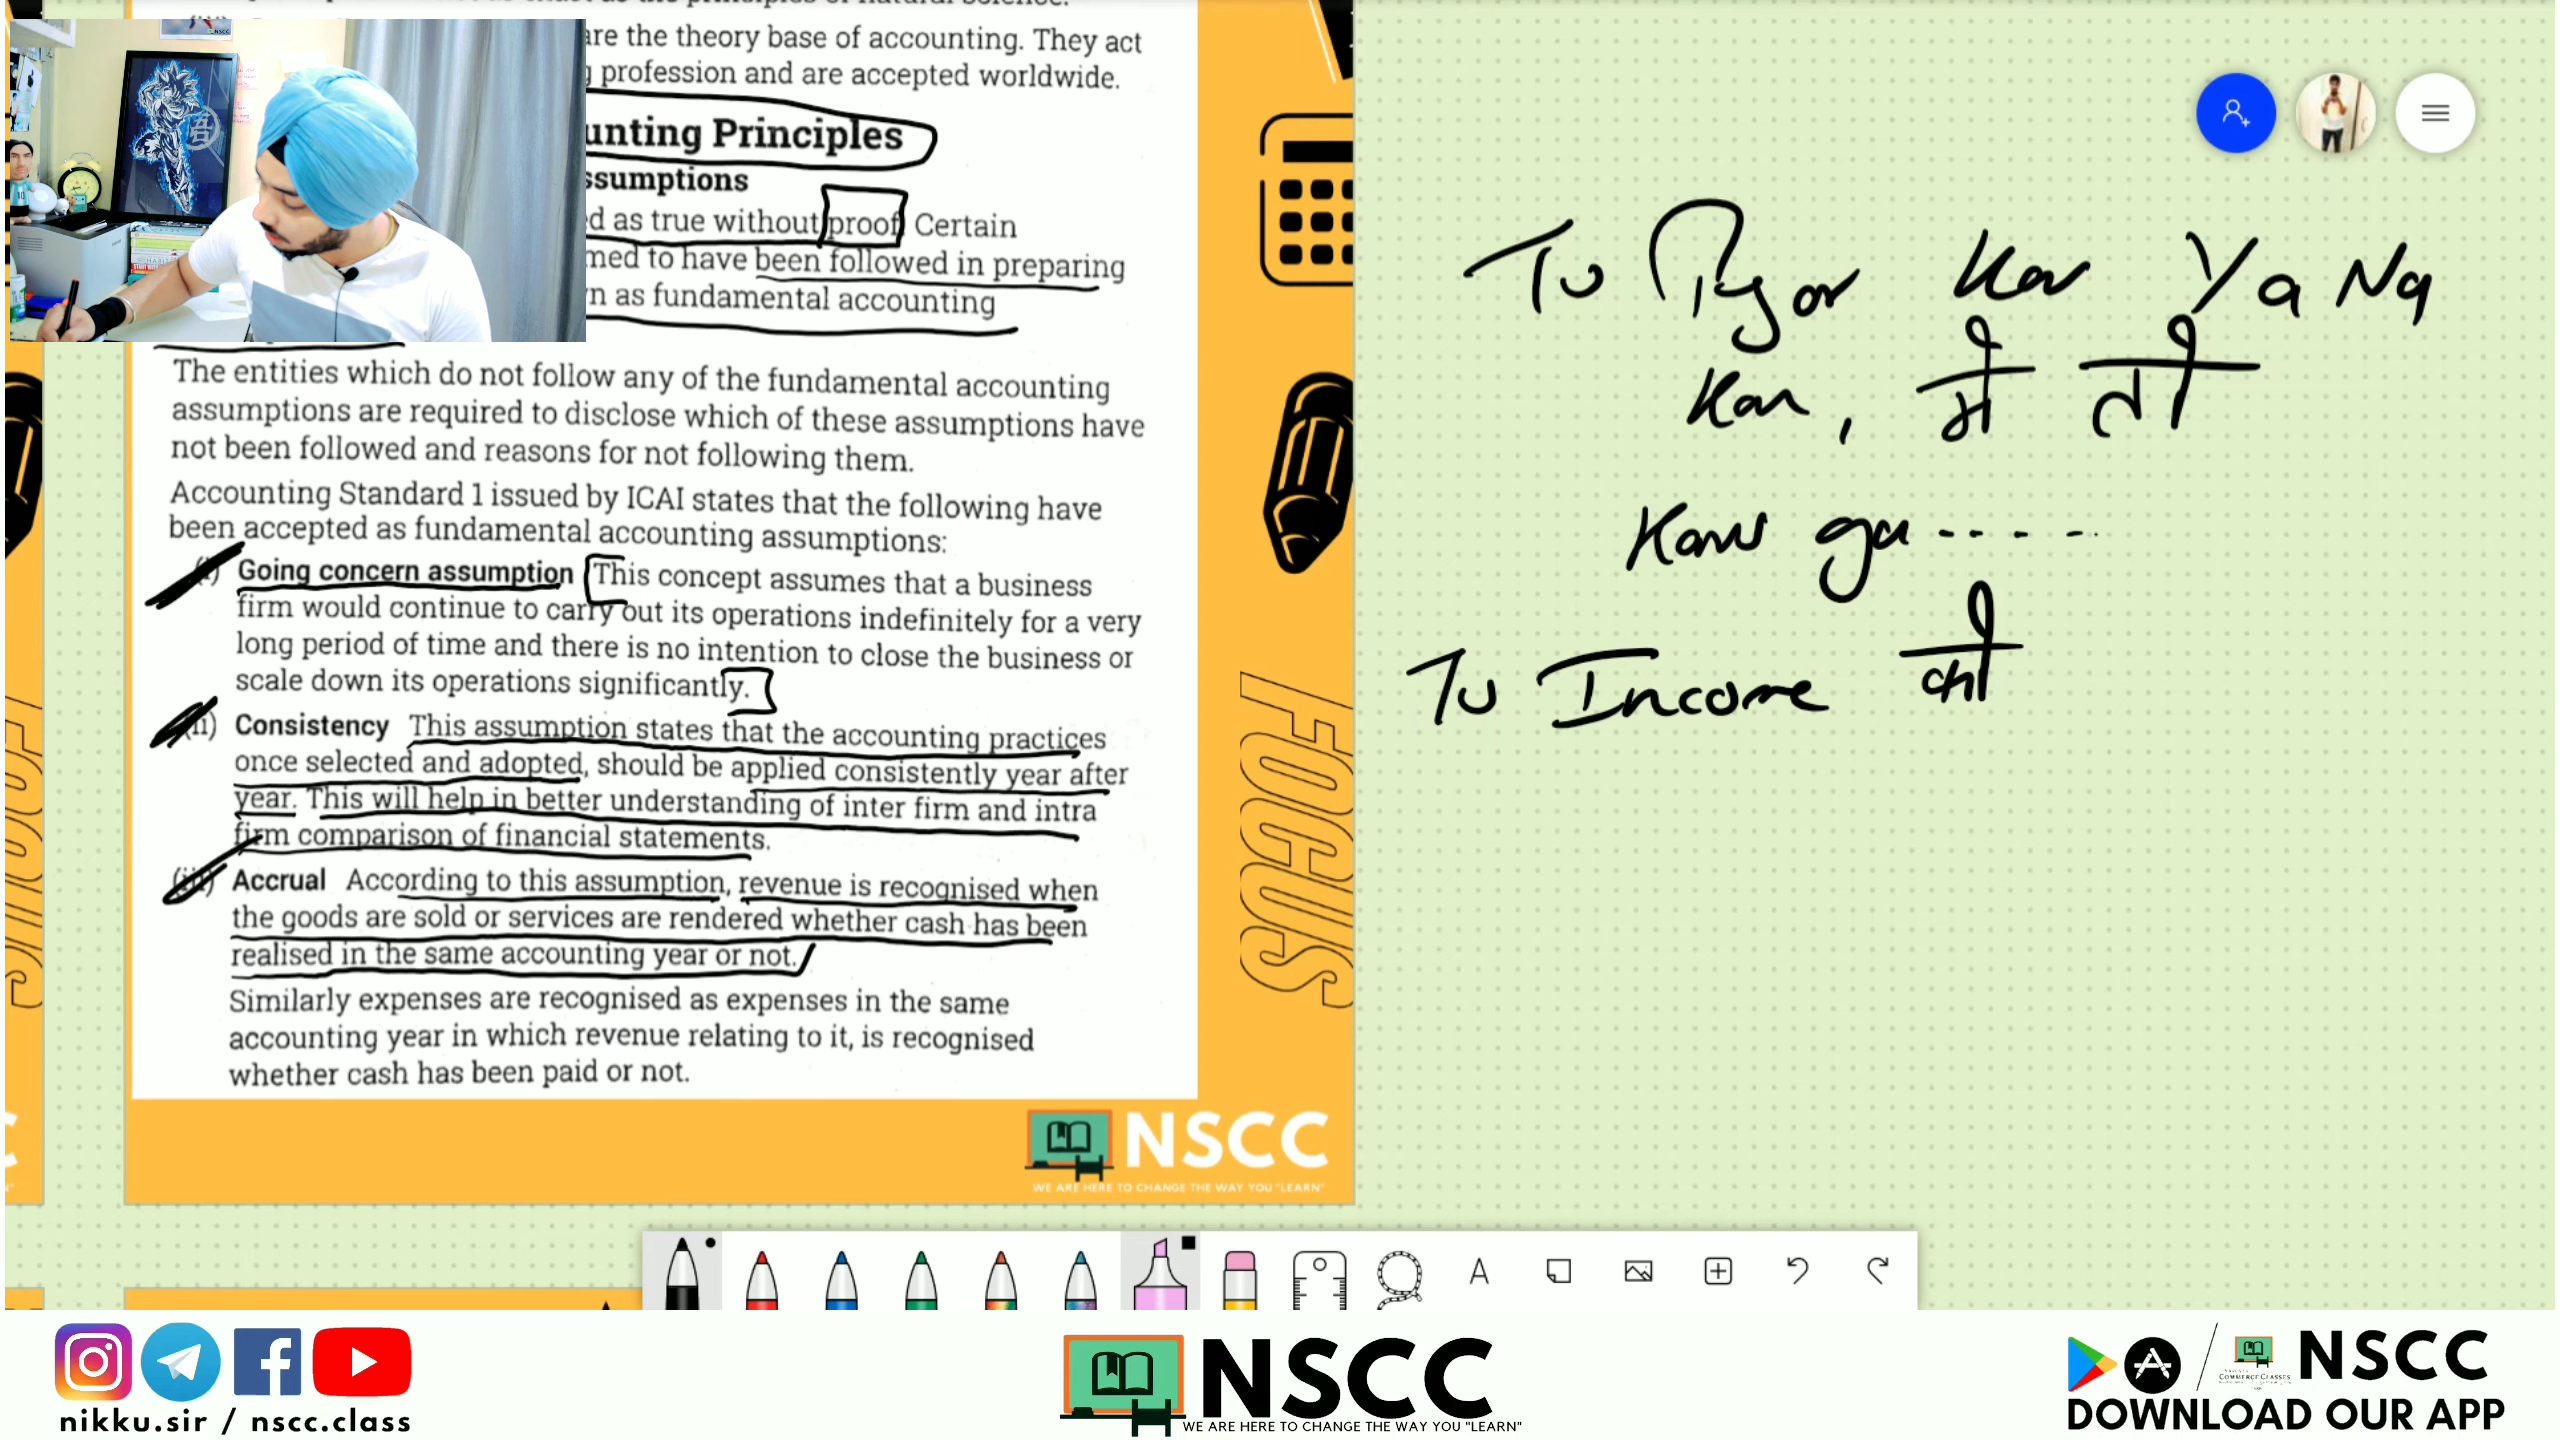 are the theory base of accounting. They act
profession and are accepted worldwide.
unting Principles
ssumptions
d as true without proof. Certain
med to have been followed in preparing
n as fundamental accounting
The entities which do not follow any of the fundamental accounting
assumptions are required to disclose which of these assumptions have
not been followed and reasons for not following them.
Accounting Standard 1 issued by ICAI states that the following have
been accepted as fundamental accounting assumptions:
(i) Going concern assumption This concept assumes that a business
firm would continue to carry out its operations indefinitely for a very
long period of time and there is no intention to close the business or
scale down its operations significantly.
(ii) Consistency This assumption states that the accounting practices
once selected and adopted, should be applied consistently year after
year. This will help in better understanding of inter firm and intra
firm comparison of financial statements.
(iii) Accrual According to this assumption, revenue is recognised when
the goods are sold or services are rendered whether cash has been
realised in the same accounting year or not.
Similarly expenses are recognised as expenses in the same
accounting year in which revenue relating to it, is recognised
whether cash has been paid or not.
NSCC
WE ARE HERE TO CHANGE THE WAY YOU "LEARN"
FOCUS
To Pyar Kar Ya Na
Kar, मै तो
Karu ga -----
To Income
nikku.sir / nscc.class
NSCC
WE ARE HERE TO CHANGE THE WAY YOU "LEARN"
NSCC
COMMERCE CLASSES
DOWNLOAD OUR APP